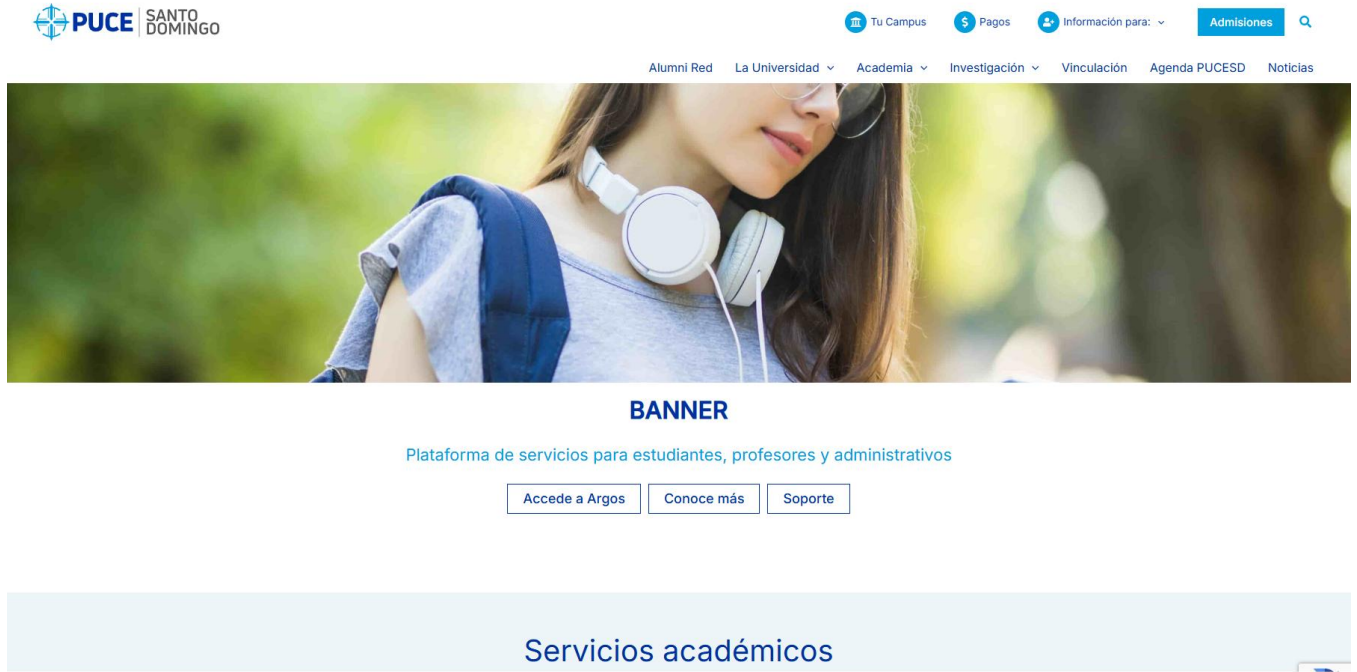 PUCE SANTO DOMINGO
Tu Campus
Pagos
Información para:
Admisiones
Alumni Red
La Universidad
Academia
Investigación
Vinculación
Agenda PUCESD
Noticias
BANNER
Plataforma de servicios para estudiantes, profesores y administrativos
Accede a Argos
Conoce más
Soporte
Servicios académicos